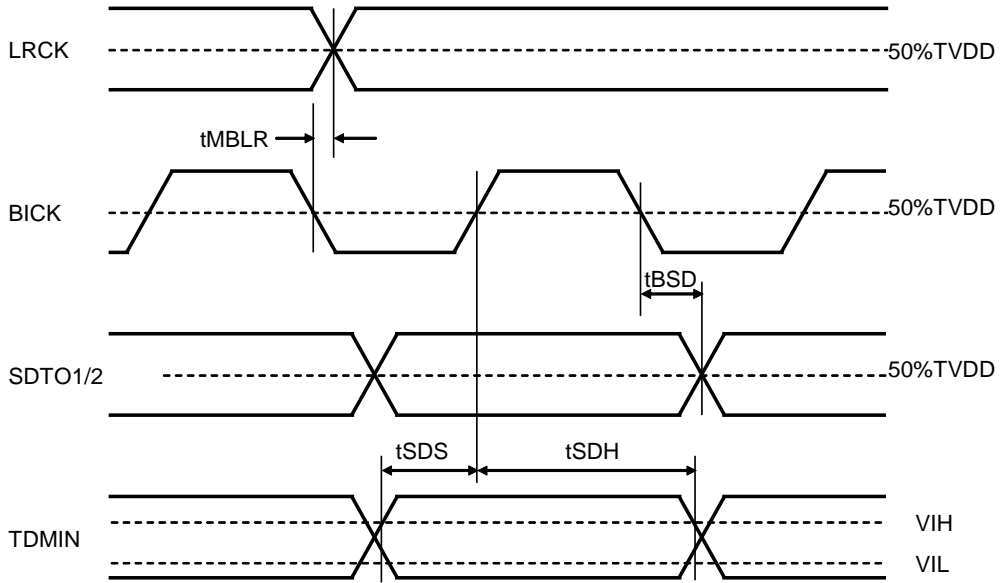 LRCK
50%TVDD
tMBLR
BICK
50%TVDD
tBSD
SDTO1/2
50%TVDD
tSDS
tSDH
TDMIN
VIH
VIL